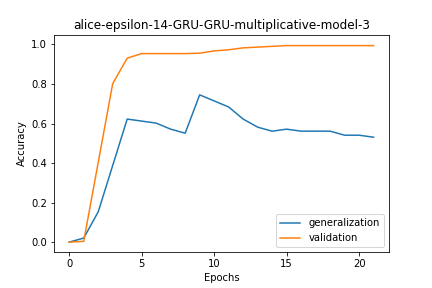 alice-epsilon-14-GRU-GRU-multiplicative-model-3
Accuracy
1.0
0.8
0.6
0.4
0.2
0.0
0
5
10
15
20
Epochs
generalization
validation